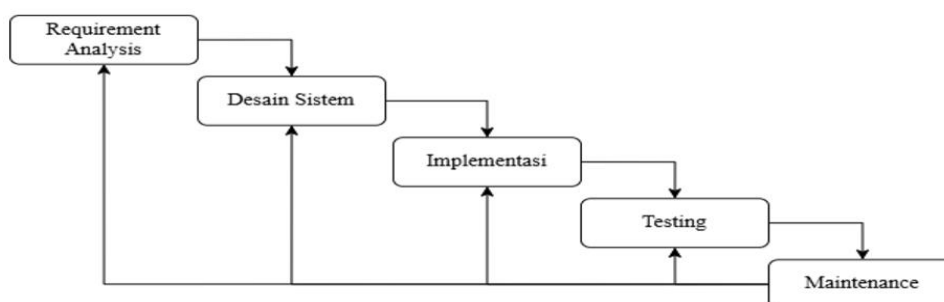 Requirement
Analysis
Desain Sistem
Implementasi
Testing
Maintenance